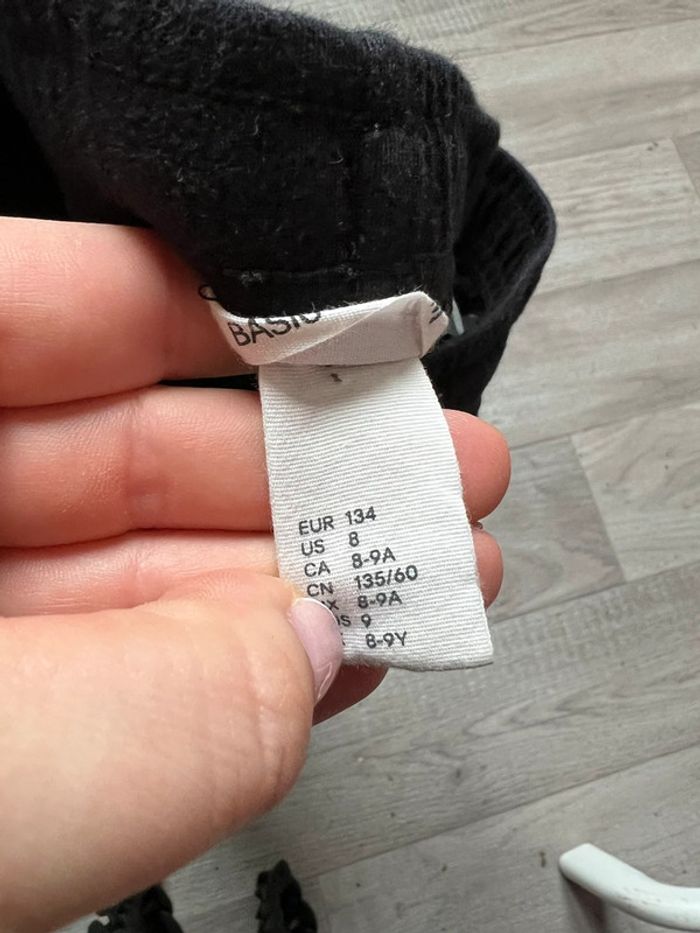 BASIC
EUR 134
US 8
CA 8-9A
CN 135/60
X 8-9A
S 9
8-9Y